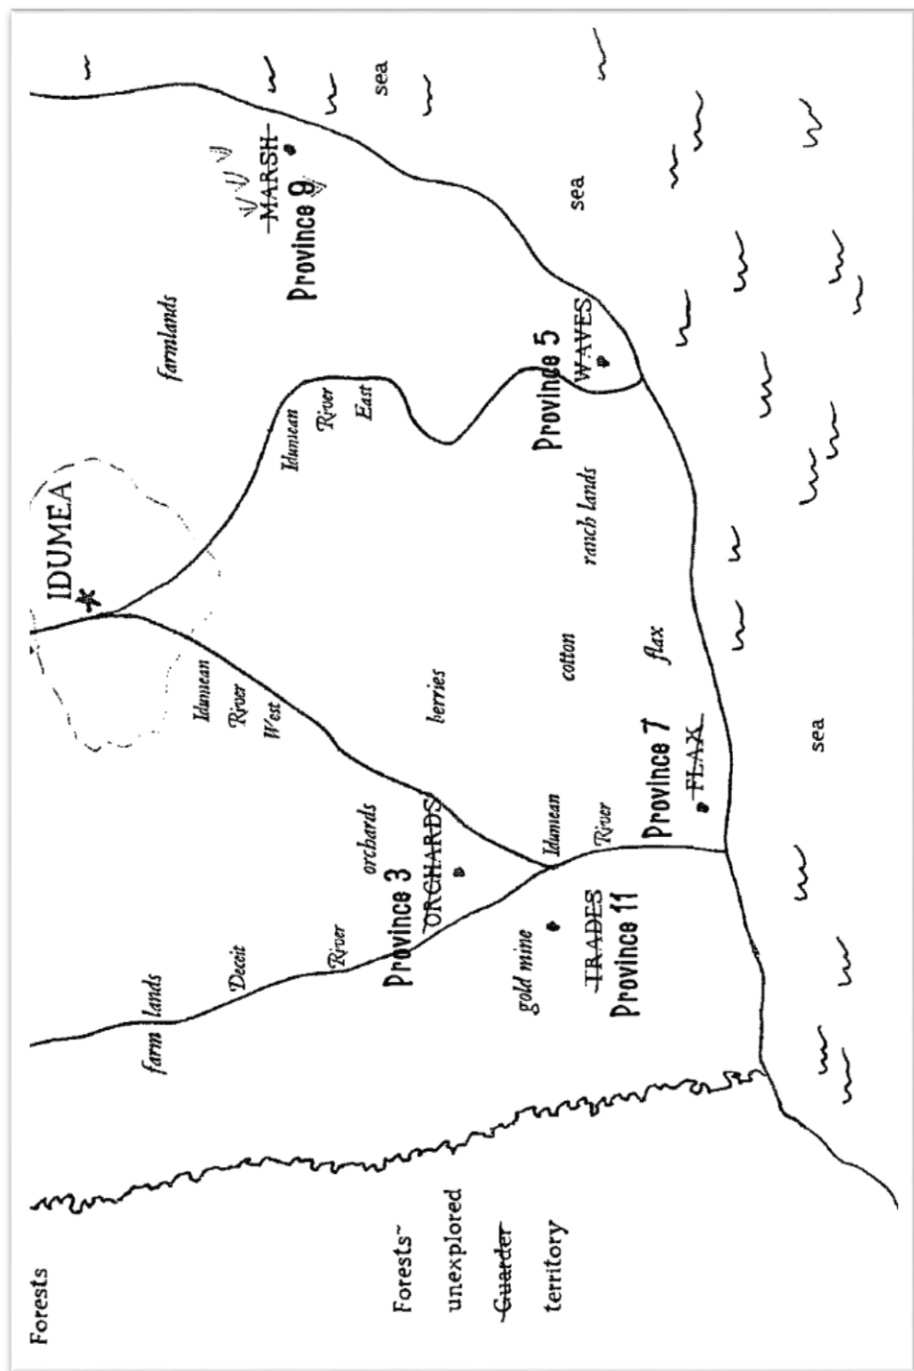 Forests
IDUMEA
farm lands
farmlands
Deceit
River
Idumean
River
West
Idumean
River
East
MARSH
Province 9
sea
orchards
Province 3
ORCHARDS
berries
Forests~
unexplored
Guarder
territory
gold mine
TRADES
Province 11
Idumean
River
Province 5
WAVES
cotton
ranch lands
sea
flax
Province 7
FLAX
sea